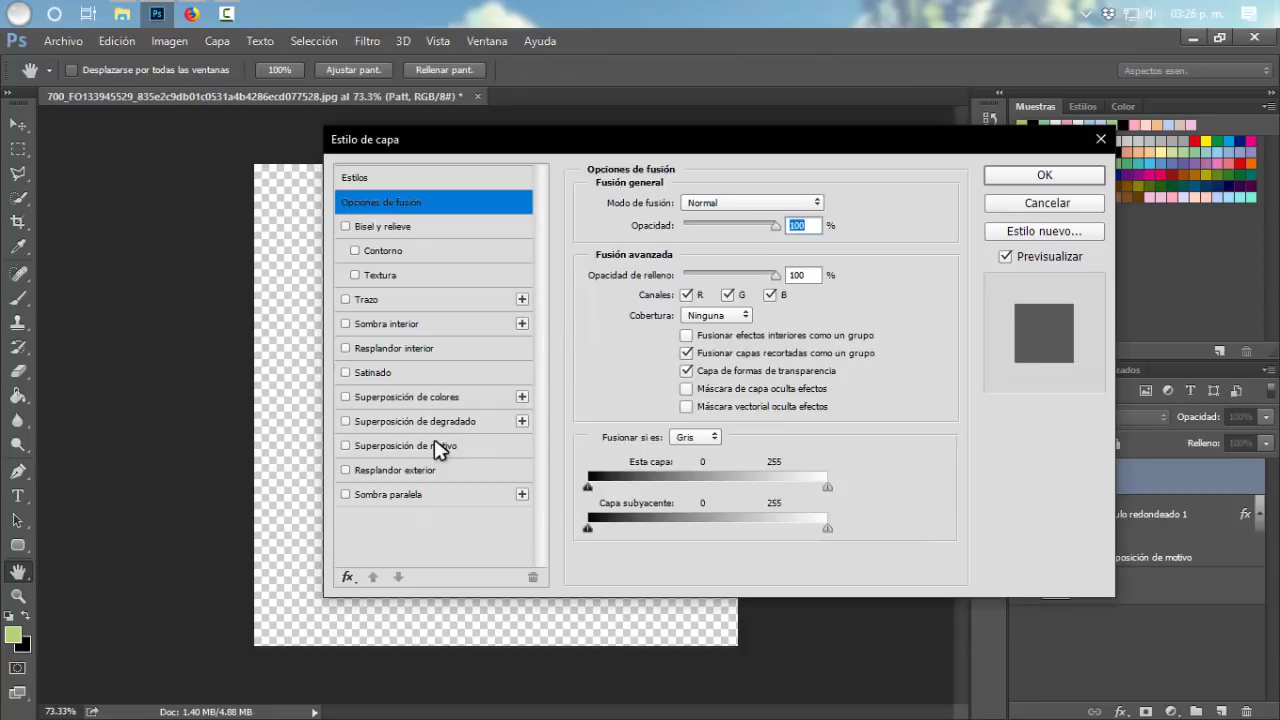 03:26 p. m.
Ps
Ps
Archivo Edición Imagen Capa Texto Selección Filtro 3D Vista Ventana Ayuda
Desplazarse por todas las ventanas 100% Ajustar pant. Rellenar pant. Aspectos esen.
700_FO133945529_835e2c9db01c0531a4b4286ecd077528.jpg al 73.3% (Patt, RGB/8#) *
Muestras Estilos Color
Estilo de capa
Estilos
Opciones de fusión
Bisel y relieve
Contorno
Textura
Trazo
Sombra interior
Resplandor interior
Satinado
Superposición de colores
Superposición de degradado
Superposición de motivo
Resplandor exterior
Sombra paralela
fx
Opciones de fusión
Fusión general
Modo de fusión: Normal
Opacidad: 100 %
Fusión avanzada
Opacidad de relleno: 100 %
Canales: R G B
Cobertura: Ninguna
Fusionar efectos interiores como un grupo
Fusionar capas recortadas como un grupo
Capa de formas de transparencia
Máscara de capa oculta efectos
Máscara vectorial oculta efectos
Fusionar si es: Gris
Esta capa: 0 255
Capa subyacente: 0 255
OK
Cancelar
Estilo nuevo...
Previsualizar
zados
Opacidad: 100%
Relleno: 100%
ulo redondeado 1 fx
posición de motivo
73.33% Doc: 1.40 MB/4.88 MB
fx